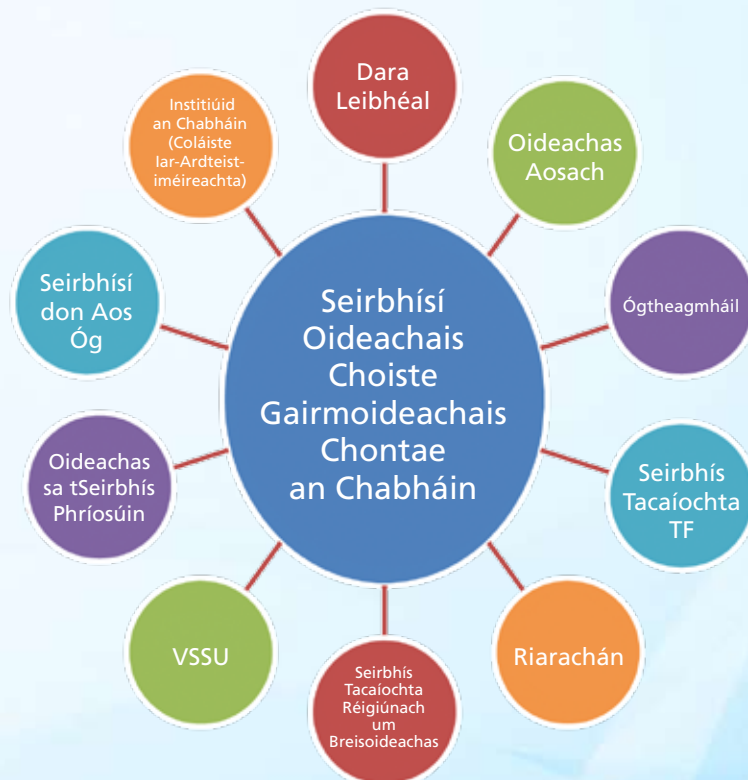 Dara
Leibhéal
Oideachas
Aosach
Ógtheagmháil
Seirbhís
Tacaíochta
TF
Riarachán
Seirbhís
Tacaíochta
Réigiúnach
um
Breisoideachas
VSSU
Oideachas
sa tSeirbhís
Phríosúin
Seirbhísí
don Aos
Óg
Institiúid
an Chabháin
(Coláiste
Iar-Ardteist-
iméireachta)
Seirbhísí
Oideachais
Choiste
Gairmoideachais
Chontae
an Chabháin